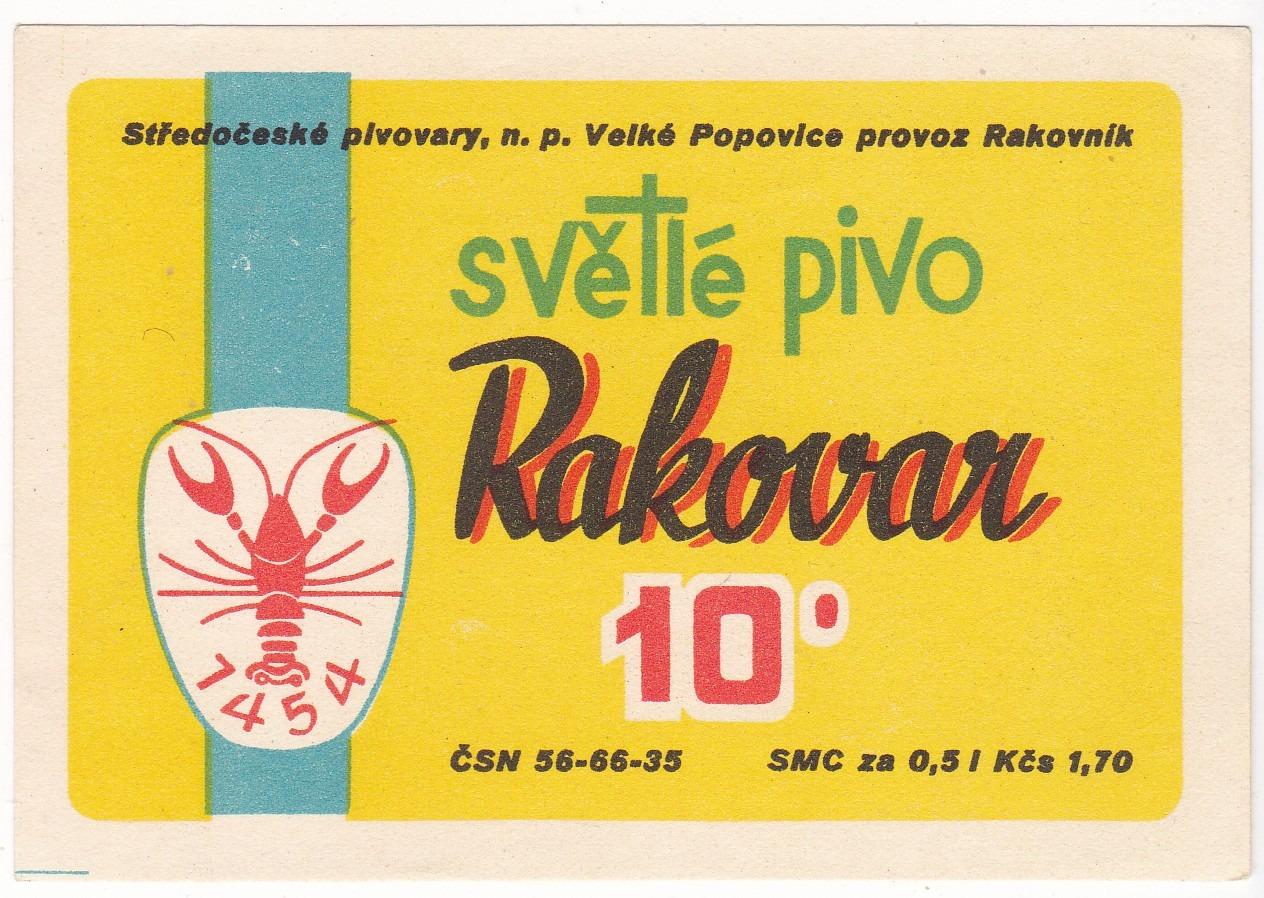 Středočeské pivovary, n. p. Velké Popovice provoz Rakovník
světlé pivo
Rakovar
10°
1454
ČSN 56-66-35 SMC za 0,5 l Kčs 1,70